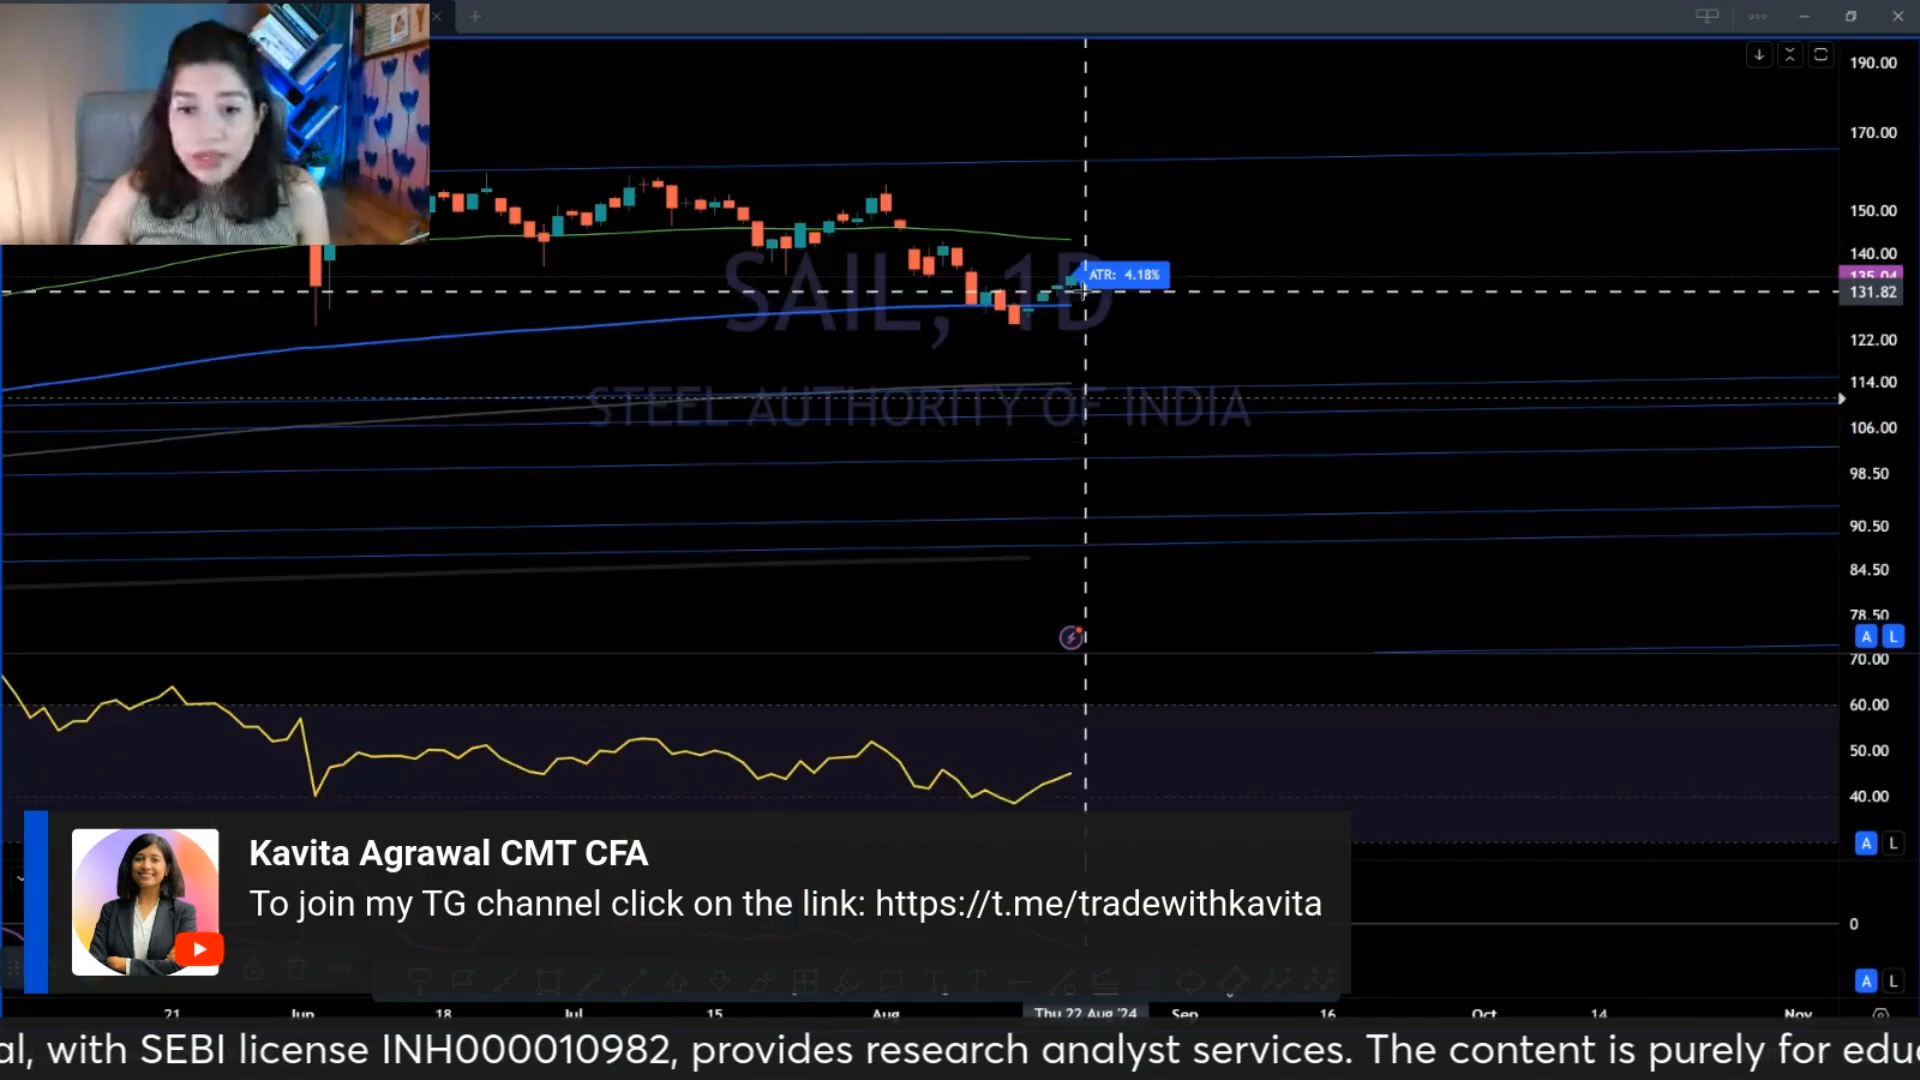 190.00
170.00
150.00
140.00
135.04
131.82
122.00
114.00
106.00
98.50
90.50
84.50
78.50
ATR: 4.18%
STEEL AUTHORITY OF INDIA
A L
70.00
60.00
50.00
40.00
A L
Kavita Agrawal CMT CFA
To join my TG channel click on the link: https://t.me/tradewithkavita
0
A L
21 Jun 18 Jul 15 Aug Thu 22 Aug '24 Sep 16 Oct 14 Nov
al, with SEBI license INH000010982, provides research analyst services. The content is purely for educ